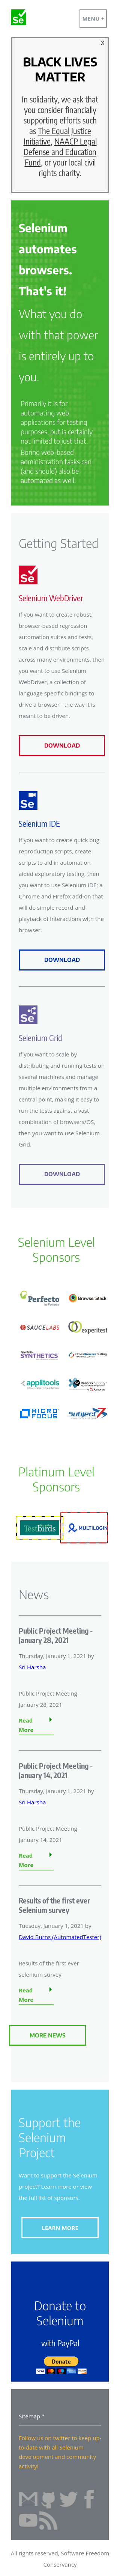 Se
MENU
x
BLACK LIVES
MATTER
In solidarity, we ask that
you consider financially
supporting efforts such
as The Equal Justice
Initiative, NAACP Legal
Defense and Education
Fund, or your local civil
rights charity.
Selenium
automates
browsers.
That's it!
What you do
with that power
is entirely up to
you.
Primarily it is for
automating web
applications for testing
purposes, but is certainly
not limited to just that.
Boring web-based
administration tasks can
(and should) also be
automated as well.
Getting Started
Se
Selenium WebDriver
If you want to create robust,
browser-based regression
automation suites and tests,
scale and distribute scripts
across many environments, then
you want to use Selenium
WebDriver, a collection of
language specific bindings to
drive a browser - the way it is
meant to be driven.
DOWNLOAD
Se
Selenium IDE
If you want to create quick bug
reproduction scripts, create
scripts to aid in automation-
aided exploratory testing, then
you want to use Selenium IDE; a
Chrome and Firefox add-on that
will do simple record-and-
playback of interactions with the
browser.
DOWNLOAD
Se
Selenium Grid
If you want to scale by
distributing and running tests on
several machines and manage
multiple environments from a
central point, making it easy to
run the tests against a vast
combination of browsers/OS,
then you want to use Selenium
Grid.
DOWNLOAD
Selenium Level
Sponsors
Perfecto
BrowserStack
SAUCELABS
experitest
SYNTHETICS
CrossBrowserTesting
applitools
MICRO
FOCUS
Subject
Platinum Level
Sponsors
Testbirds
MULTILOGIN
News
Public Project Meeting -
January 28, 2021
Thursday, January 1, 2021 by
Sri Harsha
Public Project Meeting -
January 28, 2021
Read
More
Public Project Meeting -
January 14, 2021
Thursday, January 1, 2021 by
Sri Harsha
Public Project Meeting -
January 14, 2021
Read
More
Results of the first ever
Selenium survey
Tuesday, January 1, 2021 by
David Burns (AutomatedTester)
Results of the first ever
selenium survey
Read
More
MORE NEWS
Support the
Selenium
Project
Want to support the Selenium
project? Learn more or view
the full list of sponsors.
LEARN MORE
Donate to
Selenium
with PayPal
Donate
Sitemap
Follow us on twitter to keep up-
to-date with all Selenium
development and community
activity!
All rights reserved, Software Freedom
Conservancy